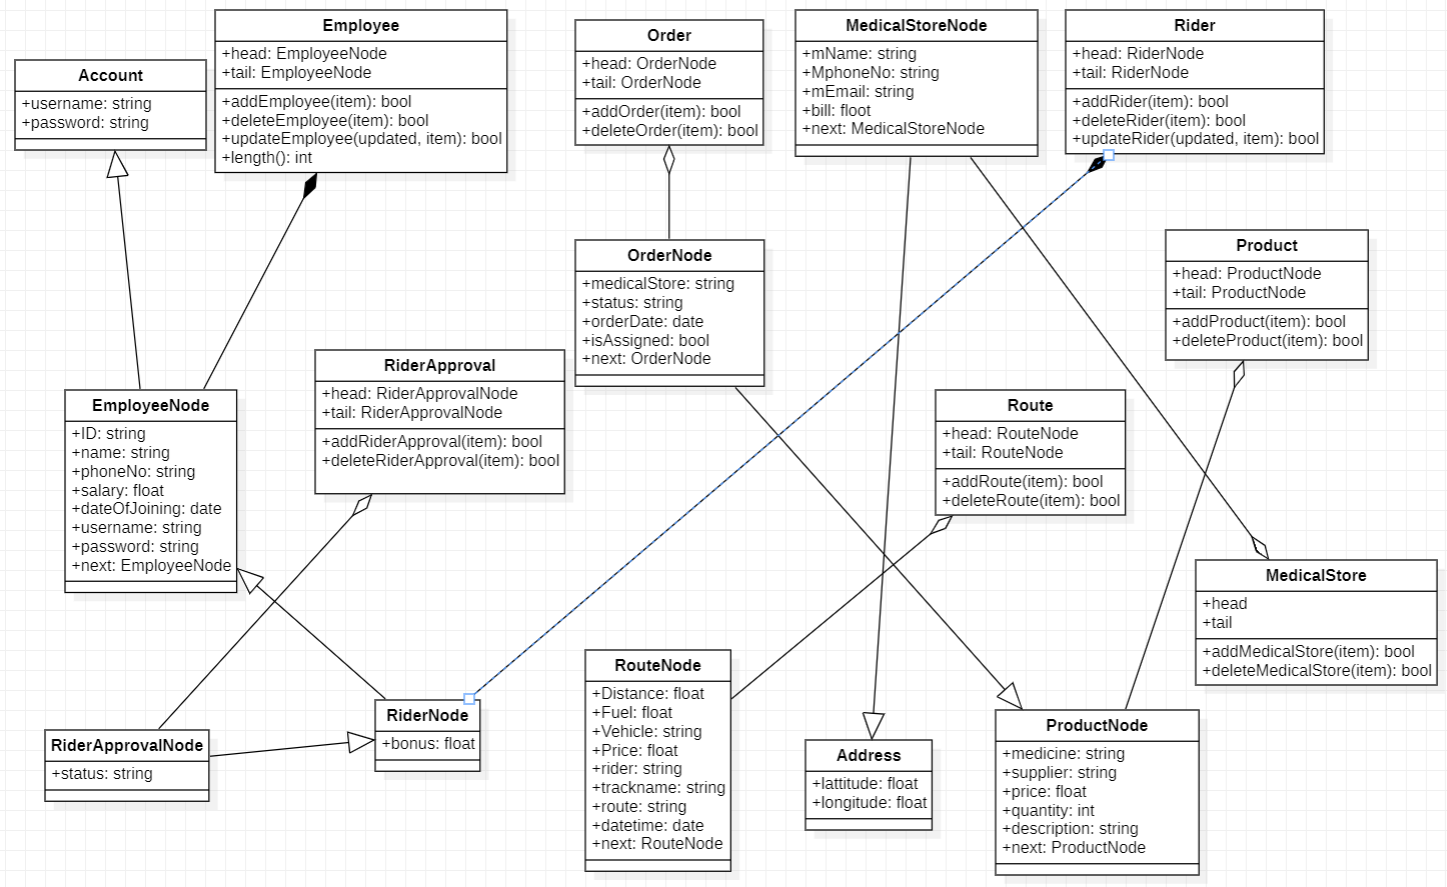 Account
+username: string
+password: string
Employee
+head: EmployeeNode
+tail: EmployeeNode
+addEmployee(item): bool
+deleteEmployee(item): bool
+updateEmployee(updated, item): bool
+length(): int
Order
+head: OrderNode
+tail: OrderNode
+addOrder(item): bool
+deleteOrder(item): bool
MedicalStoreNode
+mName: string
+MphoneNo: string
+mEmail: string
+bill: floot
+next: MedicalStoreNode
Rider
+head: RiderNode
+tail: RiderNode
+addRider(item): bool
+deleteRider(item): bool
+updateRider(updated, item): bool
OrderNode
+medicalStore: string
+status: string
+orderDate: date
+isAssigned: bool
+next: OrderNode
Product
+head: ProductNode
+tail: ProductNode
+addProduct(item): bool
+deleteProduct(item): bool
EmployeeNode
+ID: string
+name: string
+phoneNo: string
+salary: float
+dateOfJoining: date
+username: string
+password: string
+next: EmployeeNode
RiderApproval
+head: RiderApprovalNode
+tail: RiderApprovalNode
+addRiderApproval(item): bool
+deleteRiderApproval(item): bool
Route
+head: RouteNode
+tail: RouteNode
+addRoute(item): bool
+deleteRoute(item): bool
MedicalStore
+head
+tail
+addMedicalStore(item): bool
+deleteMedicalStore(item): bool
RiderApprovalNode
+status: string
RiderNode
+bonus: float
RouteNode
+Distance: float
+Fuel: float
+Vehicle: string
+Price: float
+rider: string
+trackname: string
+route: string
+datetime: date
+next: RouteNode
Address
+lattitude: float
+longitude: float
ProductNode
+medicine: string
+supplier: string
+price: float
+quantity: int
+description: string
+next: ProductNode